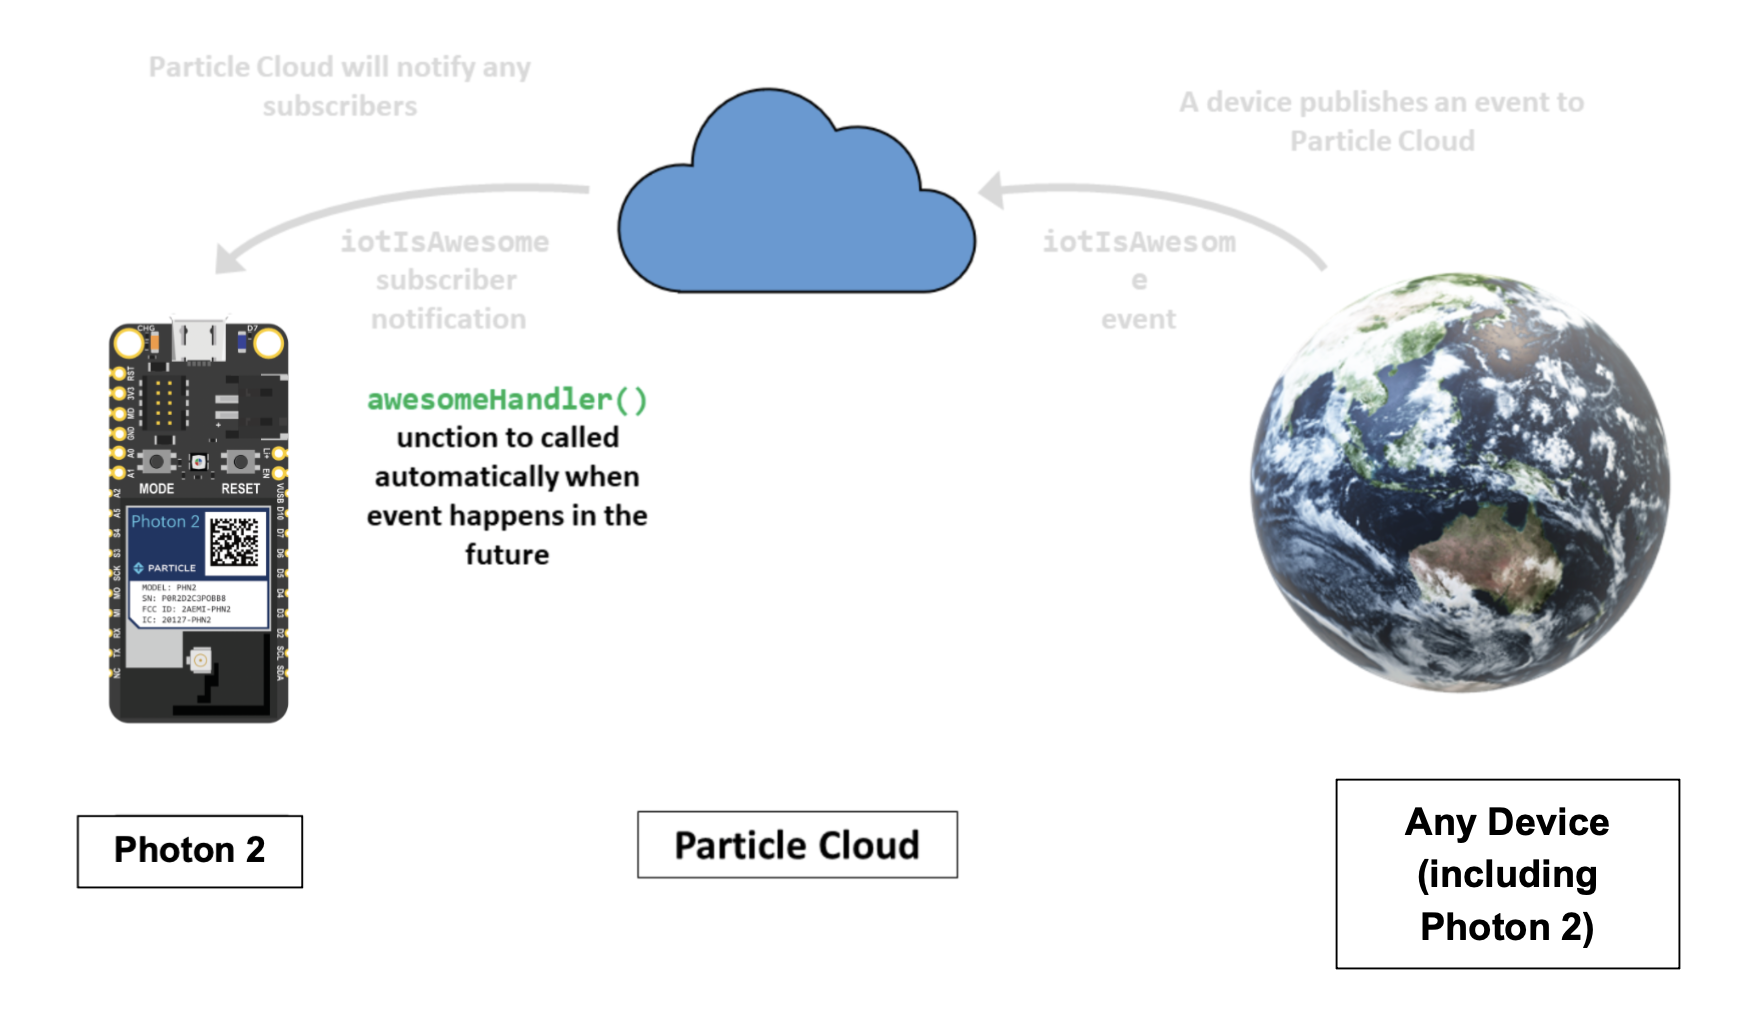 Particle Cloud will notify any
subscribers
A device publishes an event to
Particle Cloud
iotIsAwesome
subscriber
notification
iotIsAwesom
e
event
awesomeHandler()
unction to called
automatically when
event happens in the
future
CHG
D7
RST
3V3
MO
GND
A0
A1
A2
A5
S4
S3
SCK
MO
MI
RX
TX
NC
LI+
EN
VUSB
D10
D7
D6
D5
D4
D3
D2
SCL
SDA
MODE
RESET
Photon 2
PARTICLE
MODEL: PHN2
SN: P0R2D2C3POBB8
FCC ID: 2AEMI-PHN2
IC: 20127-PHN2
Photon 2
Particle Cloud
Any Device
(including
Photon 2)